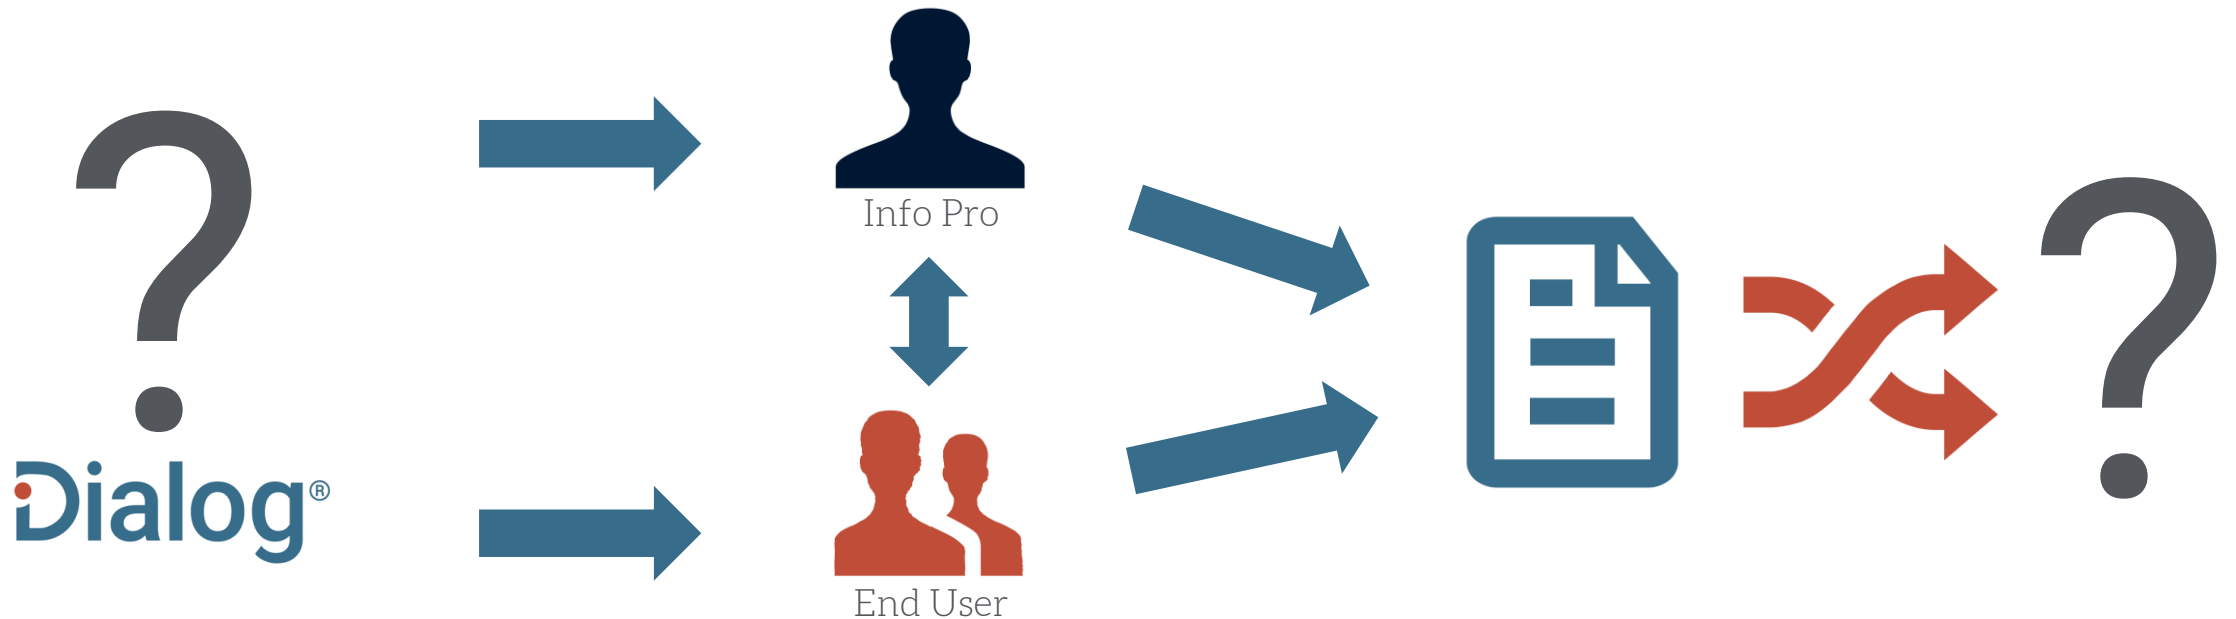 ?
Info Pro
?
Dialog®
End User